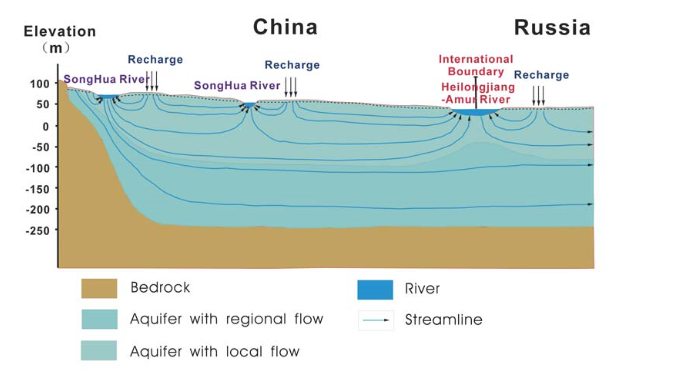 China
Russia
Elevation
(m)
Recharge
SongHua River
Recharge
SongHua River
International
Boundary
Heilongjiang
-Amur River
Recharge
100
50
0
-50
-100
-150
-200
-250
Bedrock
River
Aquifer with regional flow
Streamline
Aquifer with local flow